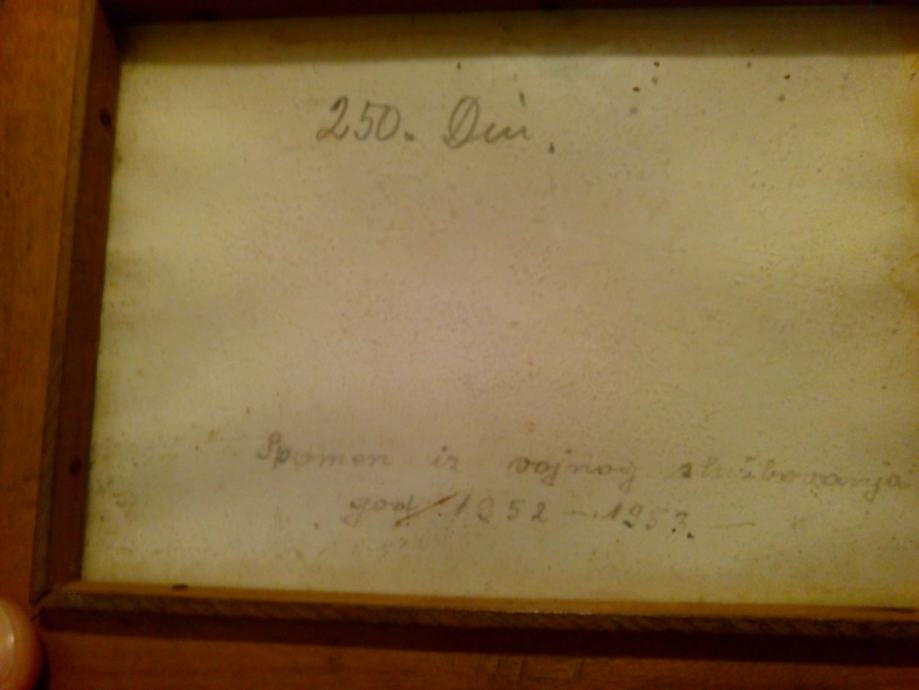 250. Din.
Spomen iz vojnog službovanja
god. 1952 - 1953.